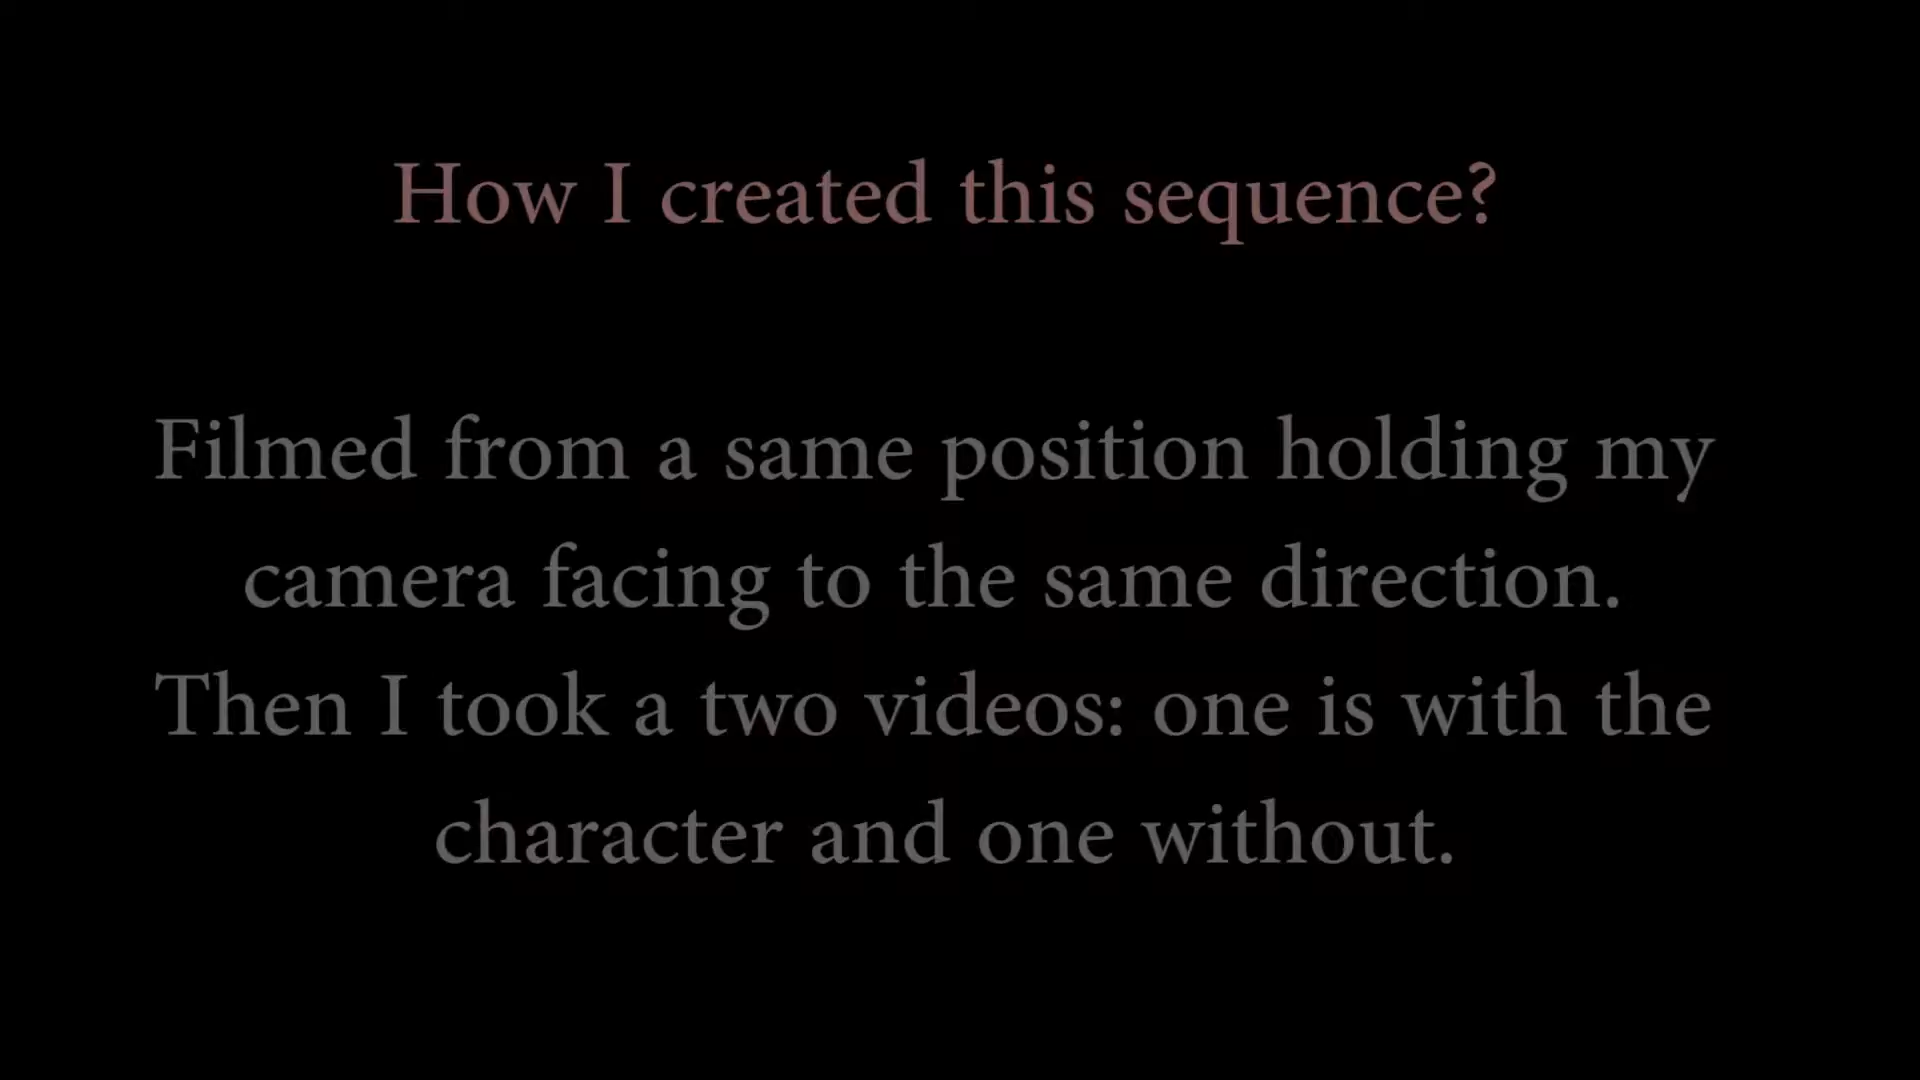 How I created this sequence?
Filmed from a same position holding my
camera facing to the same direction.
Then I took a two videos: one is with the
character and one without.